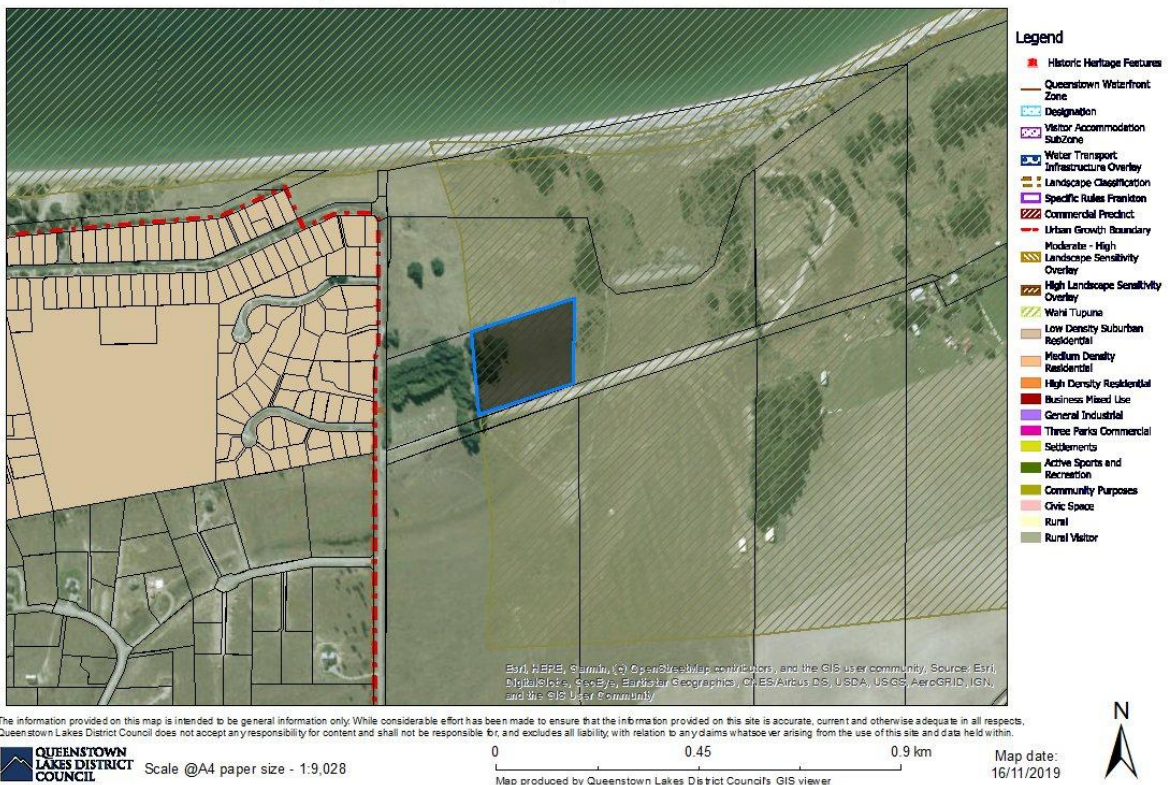 Legend
Historic Heritage Features
Queenstown Waterfront
Zone
Designation
Visitor Accommodation
SubZone
Water Transport
Infrastructure Overlay
Landscape Classification
Specific Rules Frankton
Commercial Precinct
Urban Growth Boundary
Moderate - High
Landscape Sensitivity
Overlay
High Landscape Sensitivity
Overlay
Wahi Tupuna
Low Density Suburban
Residential
Medium Density
Residential
High Density Residential
Business Mixed Use
General Industrial
Three Parks Commercial
Settlements
Active Sports and
Recreation
Community Purposes
Civic Space
Rural
Rural Visitor
Esri, HERE, Garmin, (c) OpenStreetMap contributors, and the GIS user community, Source: Esri,
DigitalGlobe, GeoEye, Earthstar Geographics, CNES/Airbus DS, USDA, USGS, AeroGRID, IGN,
and the GIS User Community
The information provided on this map is intended to be general information only. While considerable effort has been made to ensure that the information provided on this site is accurate, current and otherwise adequate in all respects,
Queenstown Lakes District Council does not accept any responsibility for content and shall not be responsible for, and excludes all liability, with relation to any claims whatsoever arising from the use of this site and data held within.
QUEENSTOWN
LAKES DISTRICT
COUNCIL
Scale @A4 paper size - 1:9,028
0 0.45 0.9 km
Map produced by Queenstown Lakes District Council's GIS viewer
Map date:
16/11/2019
N